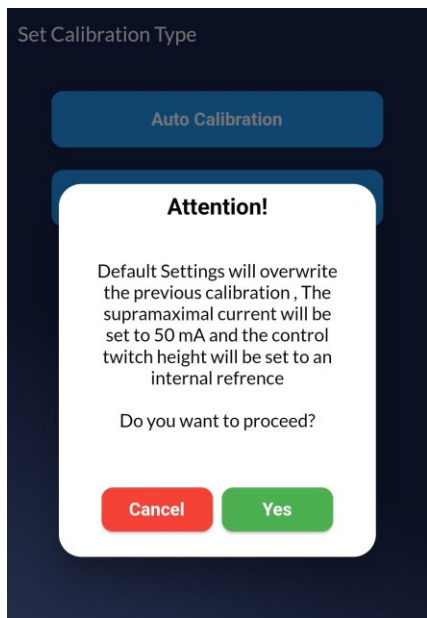 Set Calibration Type
Auto Calibration
Attention!
Default Settings will overwrite
the previous calibration , The
supramaximal current will be
set to 50 mA and the control
twitch height will be set to an
internal refrence
Do you want to proceed?
Cancel
Yes